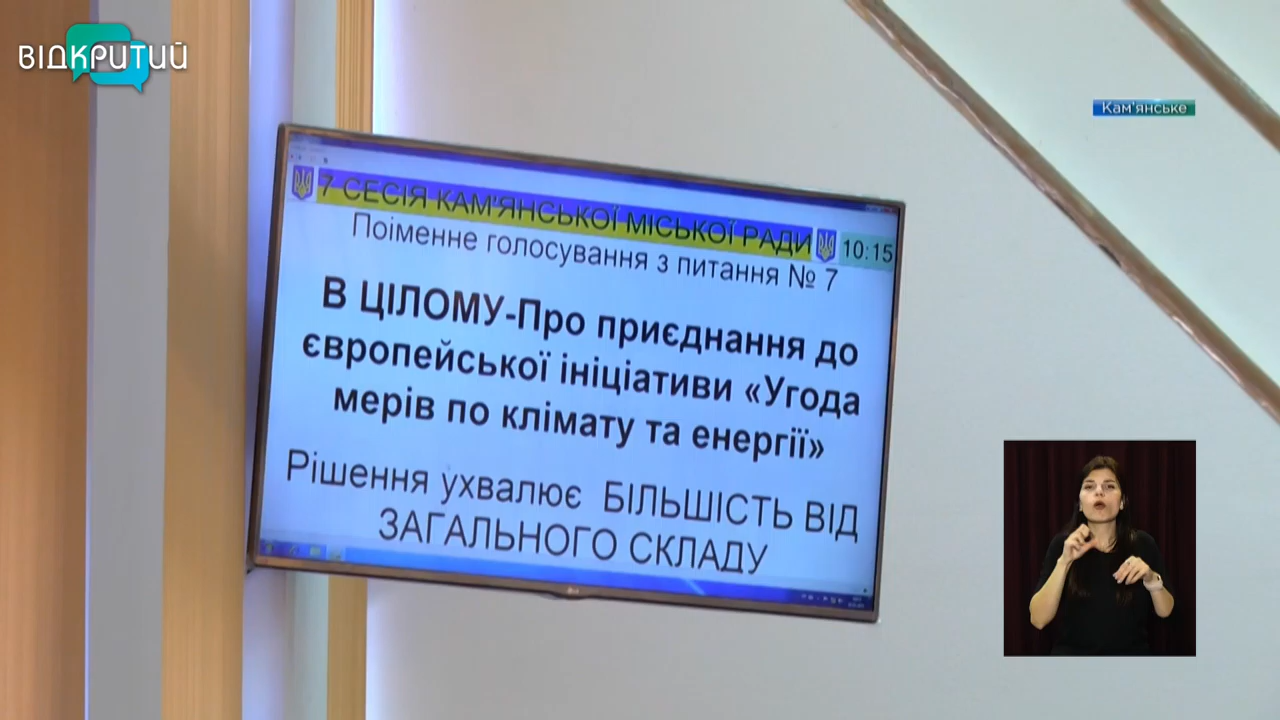 ВІДКРИТИЙ
Кам'янське
7 СЕСІЯ КАМ'ЯНСЬКОЇ МІСЬКОЇ РАДИ
10:15
Поіменне голосування з питання № 7
В ЦІЛОМУ-Про приєднання до
європейської ініціативи «Угода
мерів по клімату та енергії»
Рішення ухвалює БІЛЬШІСТЬ ВІД
ЗАГАЛЬНОГО СКЛАДУ
LG